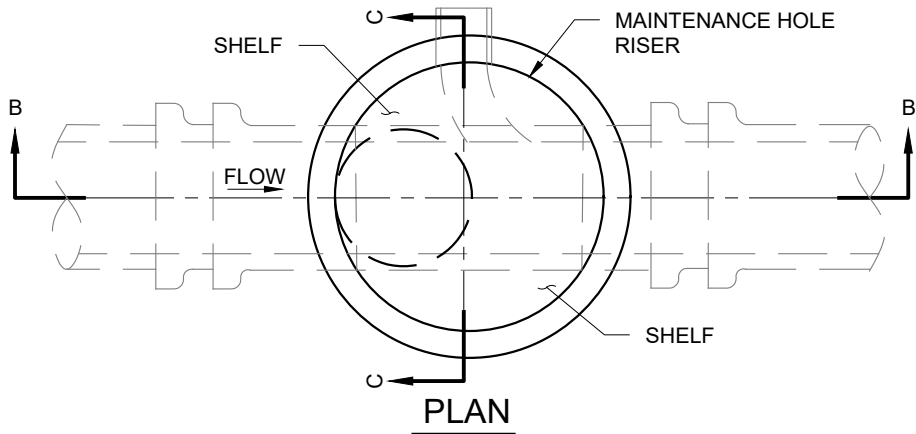 C
MAINTENANCE HOLE
RISER
SHELF
B
B
FLOW
SHELF
C
PLAN